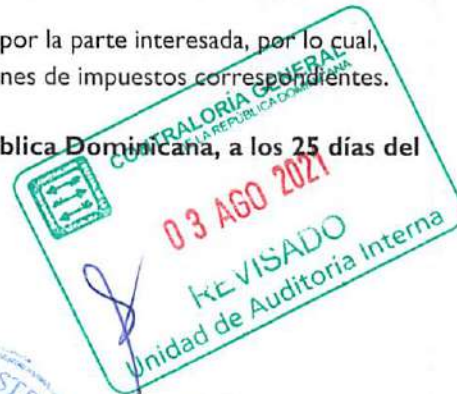 por la parte interesada, por lo cual,
nes de impuestos correspondientes.
blica Dominicana, a los 25 días del
CONTRALORÍA GENERAL
DE LA REPÚBLICA DOMINICANA
03 AGO 2021
REVISADO
Unidad de Auditoría Interna